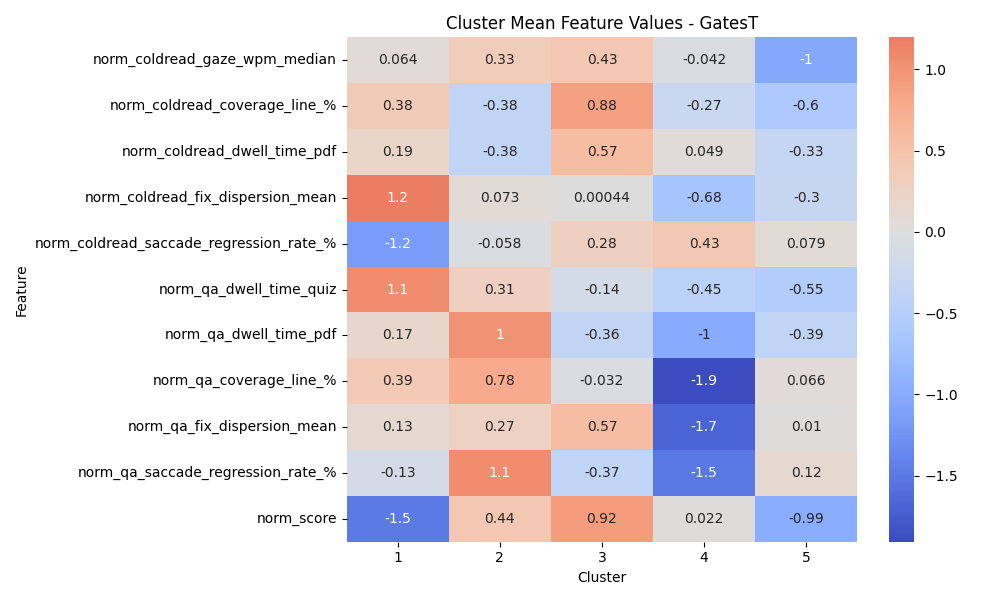 Cluster Mean Feature Values - GatesT
norm_coldread_gaze_wpm_median 0.064 0.33 0.43 -0.042 -1
norm_coldread_coverage_line_% 0.38 -0.38 0.88 -0.27 -0.6
norm_coldread_dwell_time_pdf 0.19 -0.38 0.57 0.049 -0.33
norm_coldread_fix_dispersion_mean 1.2 0.073 0.00044 -0.68 -0.3
norm_coldread_saccade_regression_rate_% -1.2 -0.058 0.28 0.43 0.079
norm_qa_dwell_time_quiz 1.1 0.31 -0.14 -0.45 -0.55
norm_qa_dwell_time_pdf 0.17 1 -0.36 -1 -0.39
norm_qa_coverage_line_% 0.39 0.78 -0.032 -1.9 0.066
norm_qa_fix_dispersion_mean 0.13 0.27 0.57 -1.7 0.01
norm_qa_saccade_regression_rate_% -0.13 1.1 -0.37 -1.5 0.12
norm_score -1.5 0.44 0.92 0.022 -0.99
1 2 3 4 5
Cluster
Feature
1.0
0.5
0.0
−0.5
−1.0
−1.5